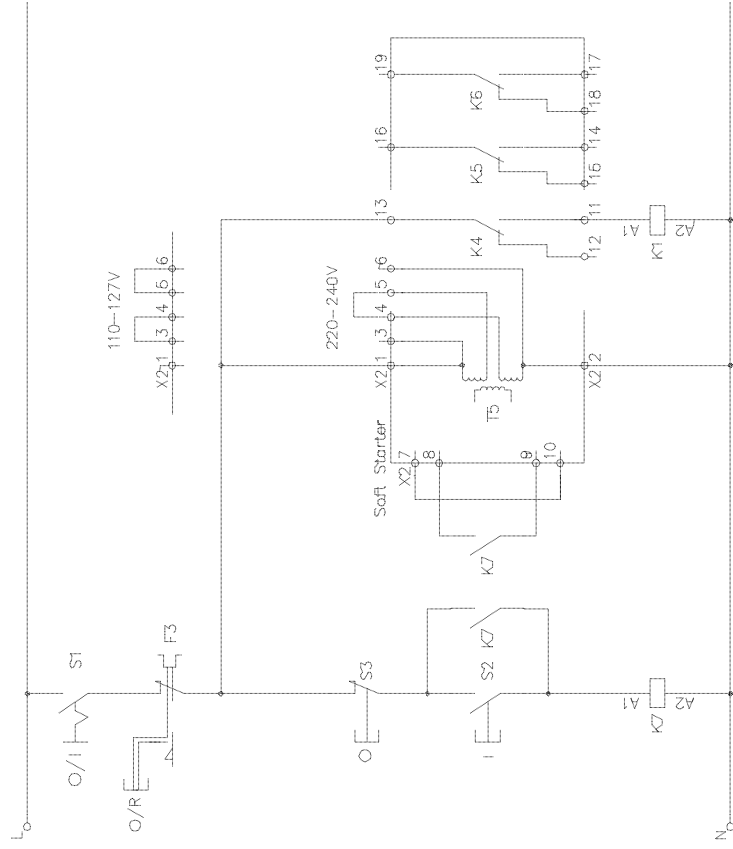 L
S1
O/I
O/R
F3
110-127V
X2 1 3 4 5 6
19
16
13
K6
K5
K4
17
18
14
15
11
12
A1
K1
A2
220-240V
X2 1 3 4 5 6
T5
X2 2
Soft Starter
X2 7
8
9
10
K7
S3
O
K7
S2
I
A1
K7
A2
N